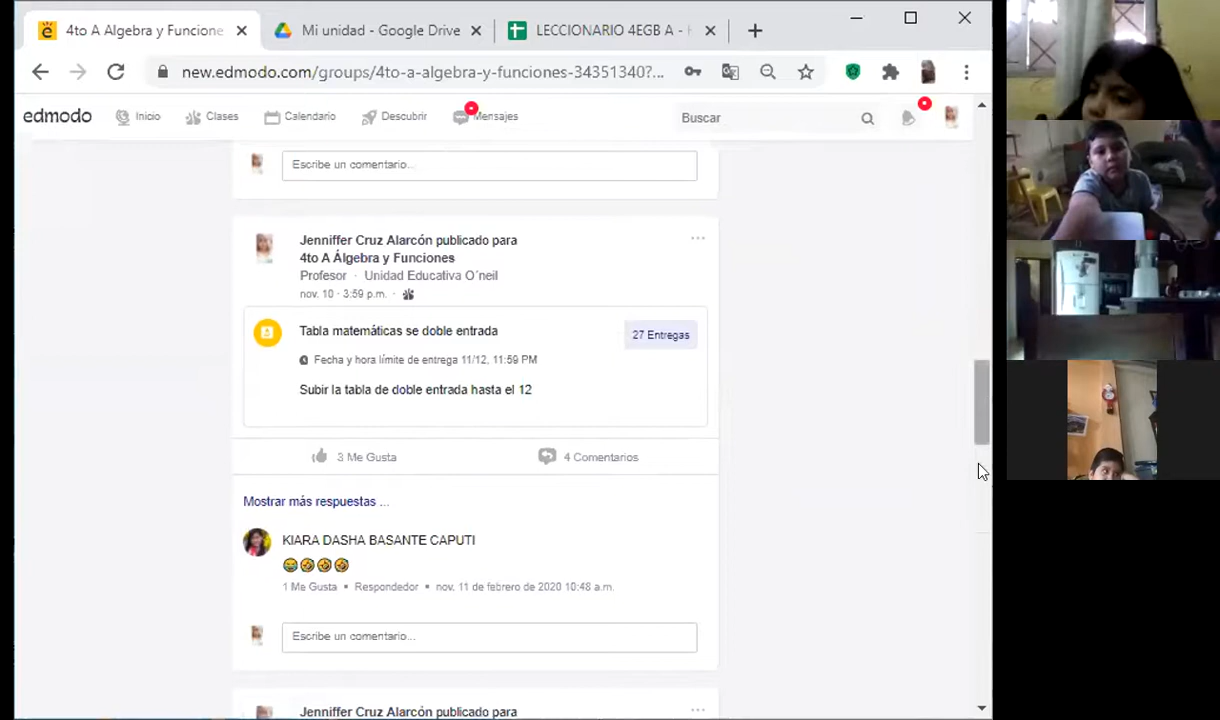 4to A Algebra y Funcione
Mi unidad - Google Drive
LECCIONARIO 4EGB A -
new.edmodo.com/groups/4to-a-algebra-y-funciones-34351340?...
edmodo
Inicio
Clases
Calendario
Descubrir
Mensajes
Buscar
Escribe un comentario...
Jenniffer Cruz Alarcón publicado para
4to A Álgebra y Funciones
Profesor · Unidad Educativa O´neil
nov. 10 · 3:59 p.m. ·
Tabla matemáticas se doble entrada
27 Entregas
Fecha y hora límite de entrega 11/12, 11:59 PM
Subir la tabla de doble entrada hasta el 12
3 Me Gusta
4 Comentarios
Mostrar más respuestas ...
KIARA DASHA BASANTE CAPUTI
1 Me Gusta • Respondedor • nov. 11 de febrero de 2020 10:48 a.m.
Escribe un comentario...
Jenniffer Cruz Alarcón publicado para